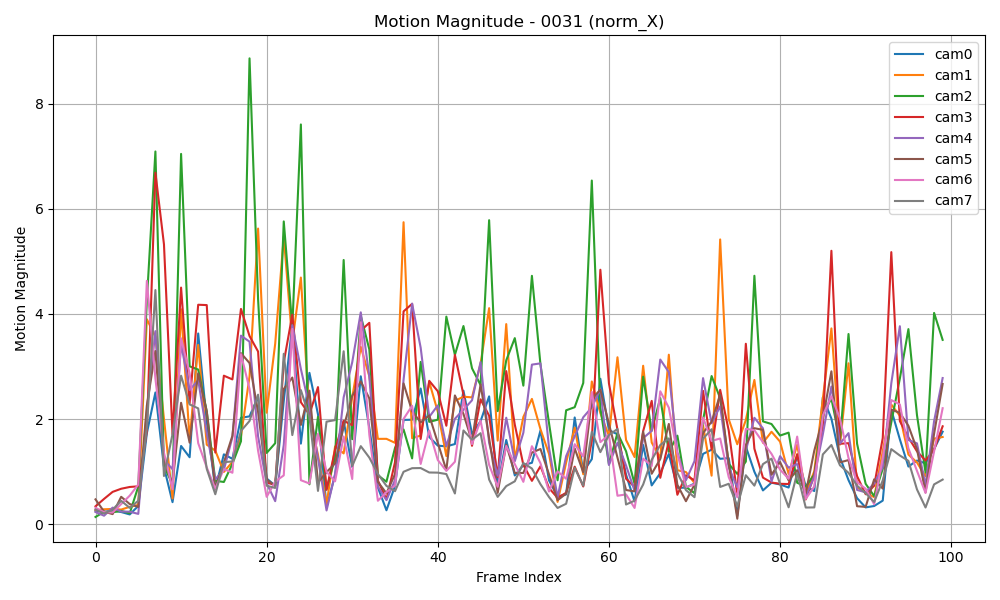 Motion Magnitude - 0031 (norm_X)
cam0
cam1
cam2
cam3
cam4
cam5
cam6
cam7
Motion Magnitude
8
6
4
2
0
0 20 40 60 80 100
Frame Index